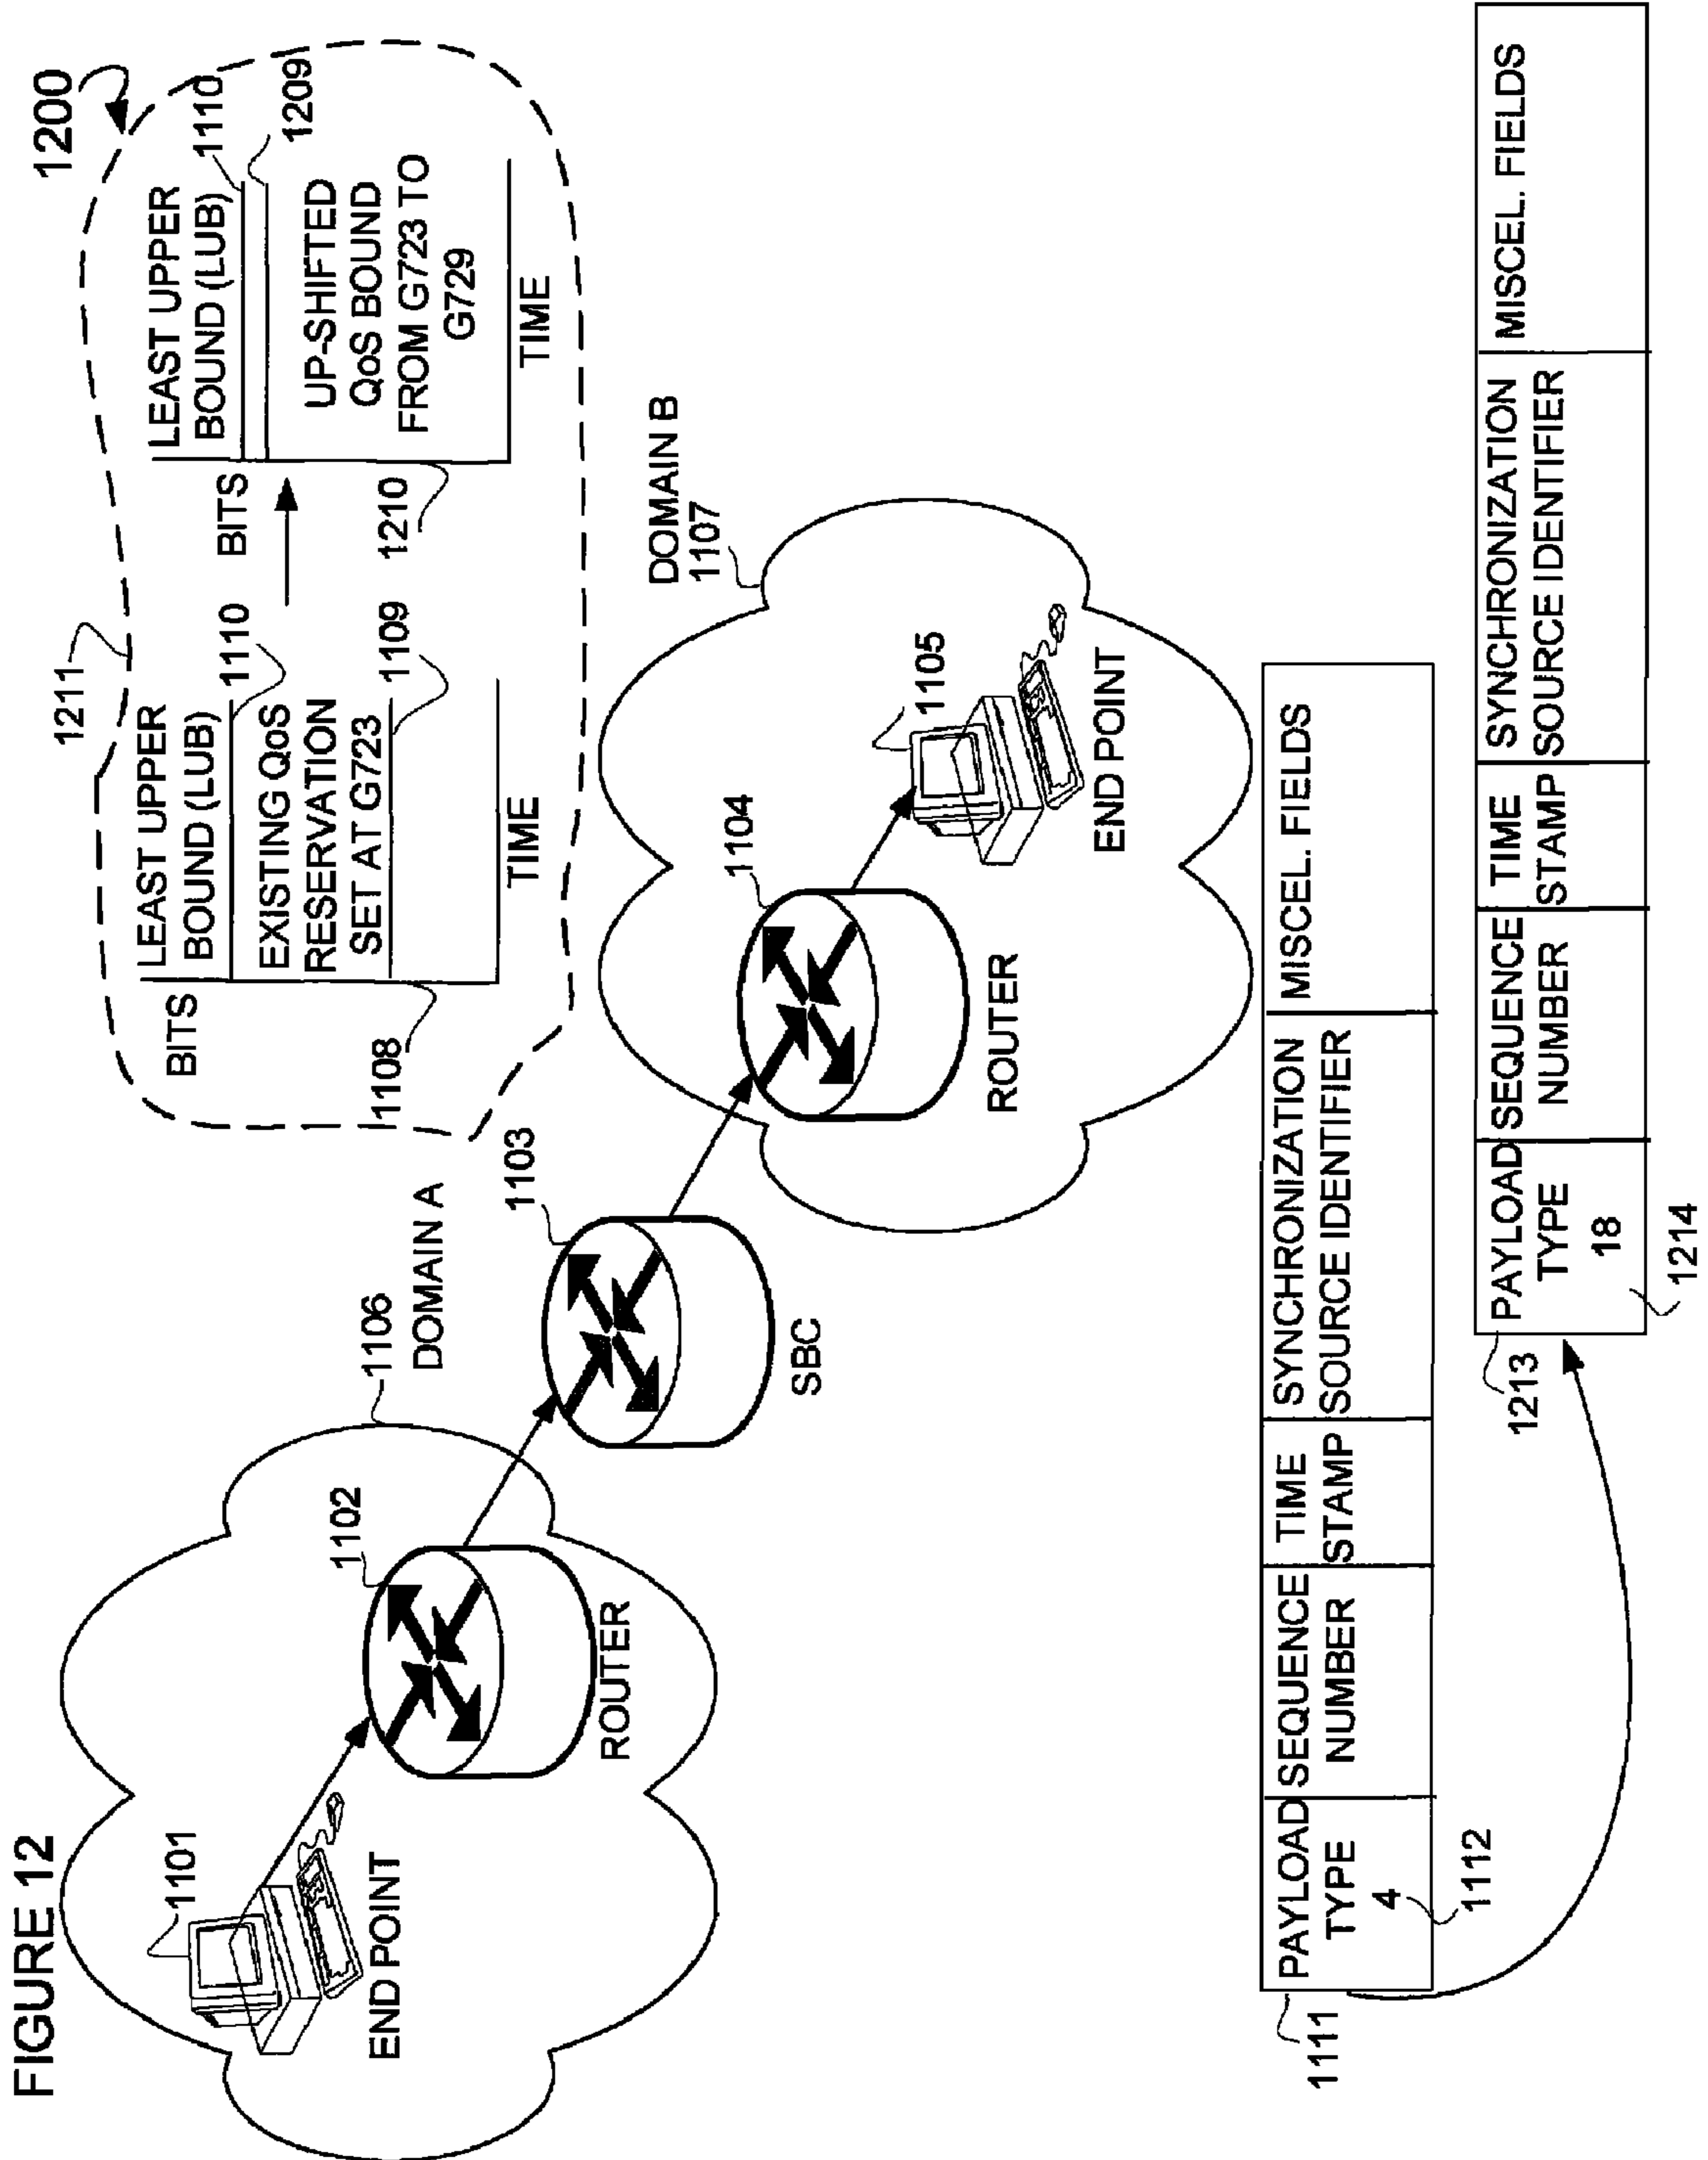 FIGURE 12
1200
1211
BITS
LEAST UPPER
BOUND (LUB)
1110
EXISTING QoS
RESERVATION
SET AT G723
1109
1108
TIME
BITS
LEAST UPPER
BOUND (LUB)
1110
1209
UP-SHIFTED
QoS BOUND
FROM G723 TO
G729
1210
TIME
1101
END POINT
1102
ROUTER
1106
DOMAIN A
1103
SBC
1104
ROUTER
DOMAIN B
1107
1105
END POINT
1111
PAYLOAD
TYPE
4
1112
SEQUENCE
NUMBER
TIME
STAMP
SYNCHRONIZATION
SOURCE IDENTIFIER
MISCEL. FIELDS
1213
PAYLOAD
TYPE
18
1214
SEQUENCE
NUMBER
TIME
STAMP
SYNCHRONIZATION
SOURCE IDENTIFIER
MISCEL. FIELDS